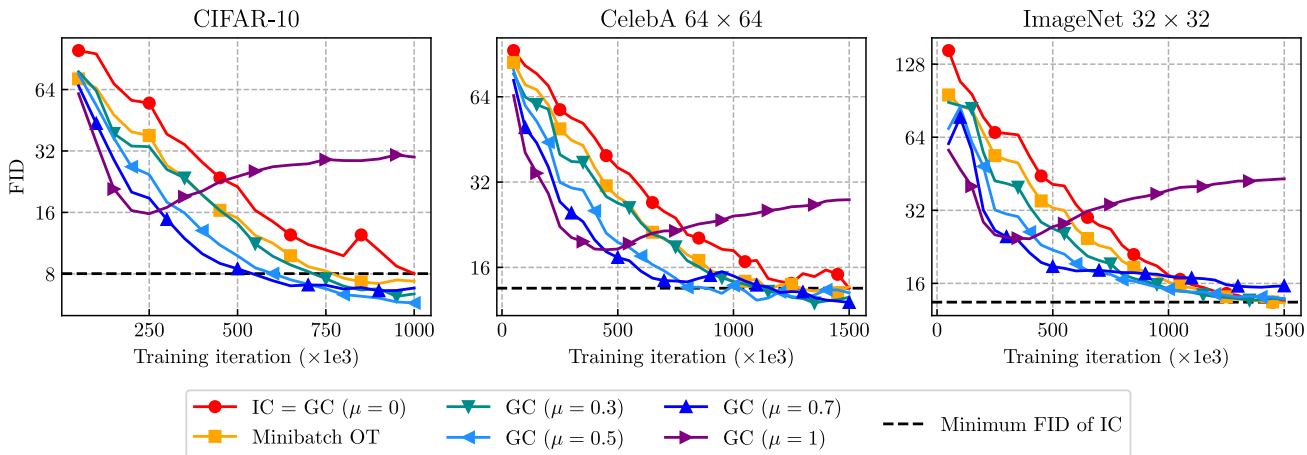 CIFAR-10
FID
64
32
16
8
250
500
750
1000
Training iteration (×1e3)
CelebA 64 × 64
64
32
16
0
500
1000
1500
Training iteration (×1e3)
ImageNet 32 × 32
128
64
32
16
0
500
1000
1500
Training iteration (×1e3)
IC = GC (μ = 0)
Minibatch OT
GC (μ = 0.3)
GC (μ = 0.5)
GC (μ = 0.7)
GC (μ = 1)
Minimum FID of IC